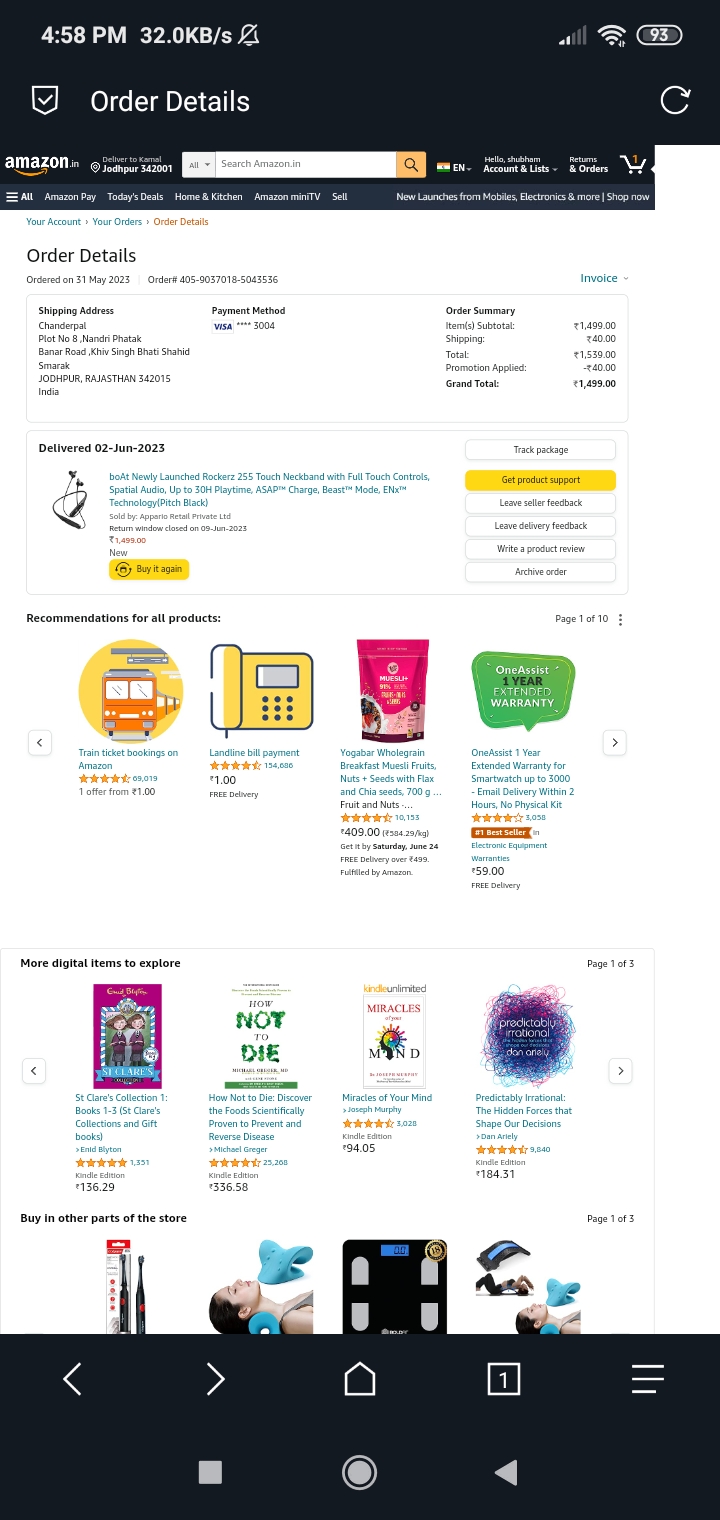 4:58 PM 32.0KB/s
93
Order Details
amazon.in
Deliver to Kamal
Jodhpur 342001
All
Search Amazon.in
EN
Hello, shubham
Account & Lists
Returns
& Orders
1
All Amazon Pay Today's Deals Home & Kitchen Amazon miniTV Sell
New Launches from Mobiles, Electronics & more | Shop now
Your Account › Your Orders › Order Details
Order Details
Ordered on 31 May 2023 | Order# 405-9037018-5043536
Invoice
Shipping Address
Chanderpal
Plot No 8 ,Nandri Phatak
Banar Road ,Khiv Singh Bhati Shahid
Smarak
JODHPUR, RAJASTHAN 342015
India
Payment Method
VISA **** 3004
Order Summary
Item(s) Subtotal: ₹1,499.00
Shipping: ₹40.00
Total: ₹1,539.00
Promotion Applied: -₹40.00
Grand Total: ₹1,499.00
Delivered 02-Jun-2023
boAt Newly Launched Rockerz 255 Touch Neckband with Full Touch Controls,
Spatial Audio, Up to 30H Playtime, ASAP™ Charge, Beast™ Mode, ENx™
Technology(Pitch Black)
Sold by: Appario Retail Private Ltd
Return window closed on 09-Jun-2023
₹1,499.00
New
Buy it again
Track package
Get product support
Leave seller feedback
Leave delivery feedback
Write a product review
Archive order
Recommendations for all products:
Page 1 of 10
Train ticket bookings on
Amazon
69,019
1 offer from ₹1.00
Landline bill payment
154,686
₹1.00
FREE Delivery
MUESLI+
Yogabar Wholegrain
Breakfast Muesli Fruits,
Nuts + Seeds with Flax
and Chia seeds, 700 g ...
Fruit and Nuts -...
10,153
₹409.00 (₹584.29/kg)
Get it by Saturday, June 24
FREE Delivery over ₹499.
Fulfilled by Amazon.
OneAssist
1 YEAR
EXTENDED
WARRANTY
OneAssist 1 Year
Extended Warranty for
Smartwatch up to 3000
- Email Delivery Within 2
Hours, No Physical Kit
3,058
#1 Best Seller in
Electronic Equipment
Warranties
₹59.00
FREE Delivery
More digital items to explore
Page 1 of 3
Enid Blyton
ST CLARE'S
St Clare's Collection 1:
Books 1-3 (St Clare's
Collections and Gift
books)
› Enid Blyton
1,351
Kindle Edition
₹136.29
HOW
NOT
TO
DIE
MICHAEL GREGER, MD
How Not to Die: Discover
the Foods Scientifically
Proven to Prevent and
Reverse Disease
› Michael Greger
25,268
Kindle Edition
₹336.58
kindleunlimited
MIRACLES
of your
MIND
Dr. JOSEPH MURPHY
Miracles of Your Mind
› Joseph Murphy
3,028
Kindle Edition
₹94.05
predictably
irrational
the hidden forces that
shape our decisions
dan ariely
Predictably Irrational:
The Hidden Forces that
Shape Our Decisions
› Dan Ariely
9,840
Kindle Edition
₹184.31
Buy in other parts of the store
Page 1 of 3
1